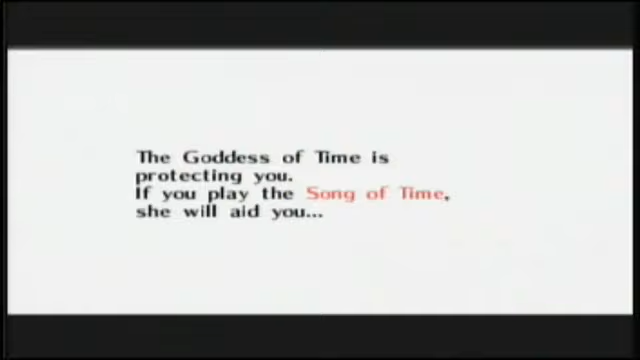 The Goddess of Time is
protecting you.
If you play the Song of Time,
she will aid you...